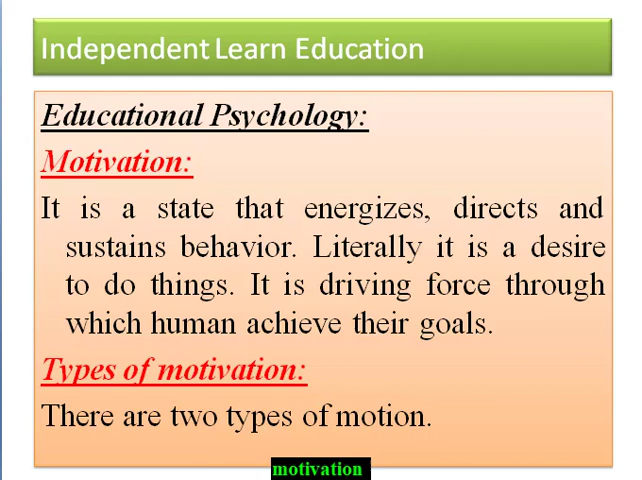 Independent Learn Education
Educational Psychology:
Motivation:
It is a state that energizes, directs and
sustains behavior. Literally it is a desire
to do things. It is driving force through
which human achieve their goals.
Types of motivation:
There are two types of motion.
motivation